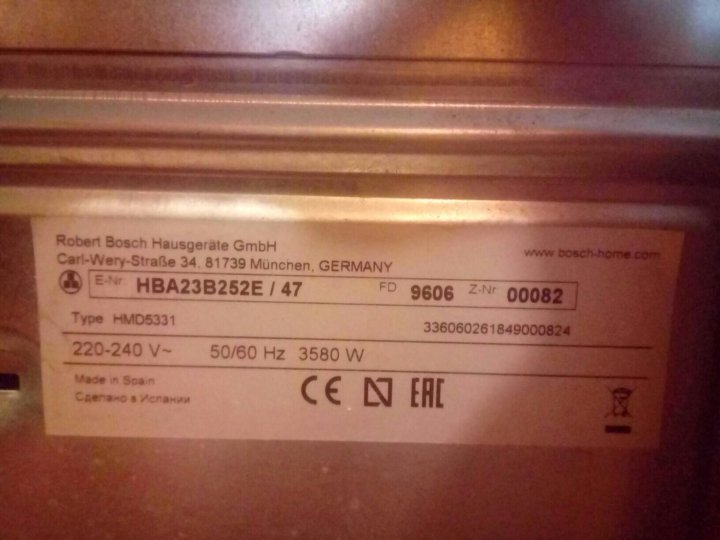 Robert Bosch Hausgeräte GmbH
Carl-Wery-Straße 34, 81739 München, GERMANY
www.bosch-home.com
E-Nr. HBA23B252E / 47 FD 9606 Z-Nr 00082
Type HMD5331 336060261849000824
220-240 V~ 50/60 Hz 3580 W
Made in Spain
Сделано в Испании
CE EAC